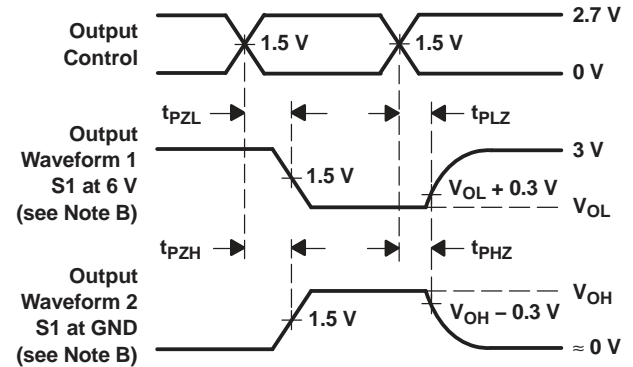 Output
Control
2.7 V
1.5 V
1.5 V
0 V
tPZL
tPLZ
Output
Waveform 1
S1 at 6 V
(see Note B)
3 V
1.5 V
VOL + 0.3 V
VOL
tPZH
tPHZ
Output
Waveform 2
S1 at GND
(see Note B)
VOH
1.5 V
VOH − 0.3 V
≈ 0 V